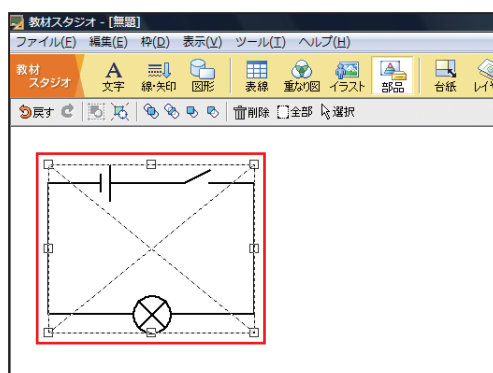 教材スタジオ - [無題]
ファイル(F) 編集(E) 枠(D) 表示(V) ツール(T) ヘルプ(H)
教材 スタジオ 文字 線・矢印 図形 表線 重なり図 イラスト 部品 台紙 レイヤ
戻す 削除 全部 選択